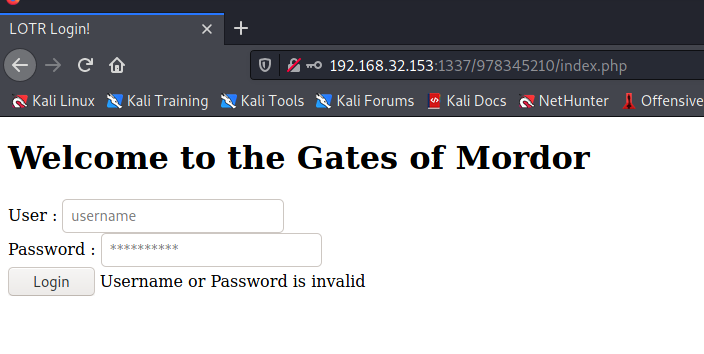 LOTR Login!
192.168.32.153:1337/978345210/index.php
Kali Linux Kali Training Kali Tools Kali Forums Kali Docs NetHunter Offensive
Welcome to the Gates of Mordor
User : username
Password : **********
Login Username or Password is invalid